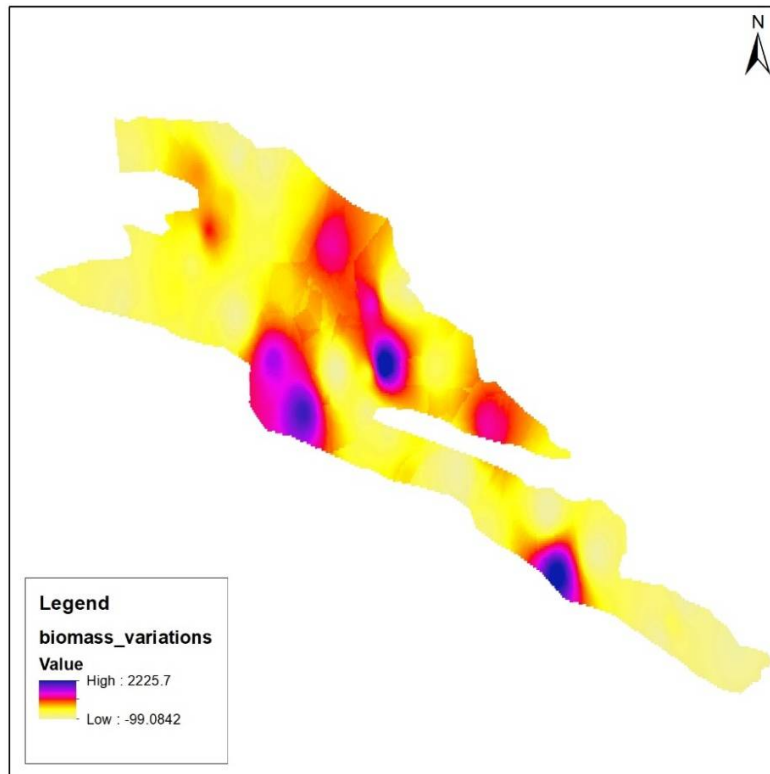 N
Legend
biomass_variations
Value
High : 2225.7
Low : -99.0842